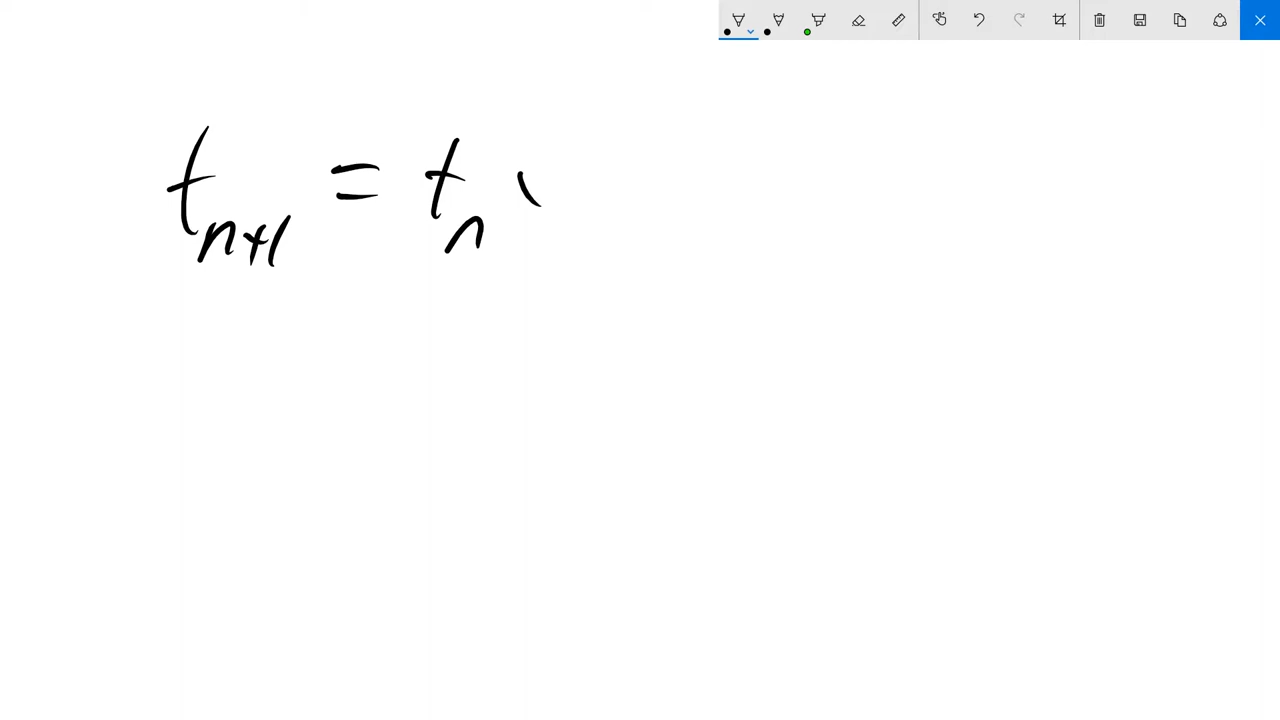 t_{n+1} = t_n